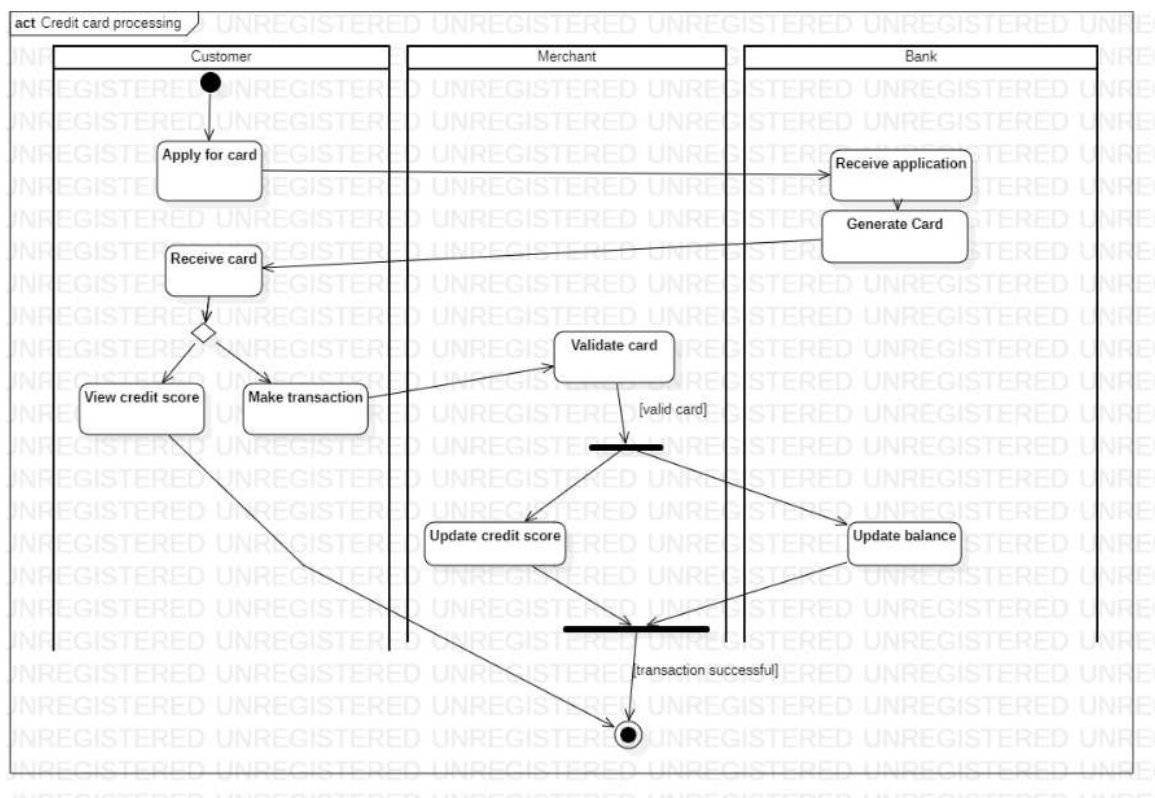 act Credit card processing
Customer
Merchant
Bank
Apply for card
Receive application
Generate Card
Receive card
Validate card
View credit score
Make transaction
[valid card]
Update credit score
Update balance
[transaction successful]
UNREGISTERED